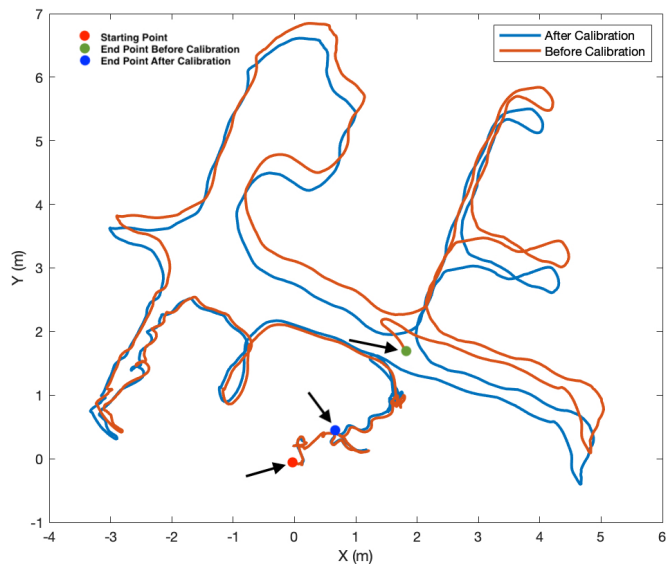 7
6
5
4
3
2
1
0
-1
Y (m)
Starting Point
End Point Before Calibration
End Point After Calibration
After Calibration
Before Calibration
-4 -3 -2 -1 0 1 2 3 4 5 6
X (m)